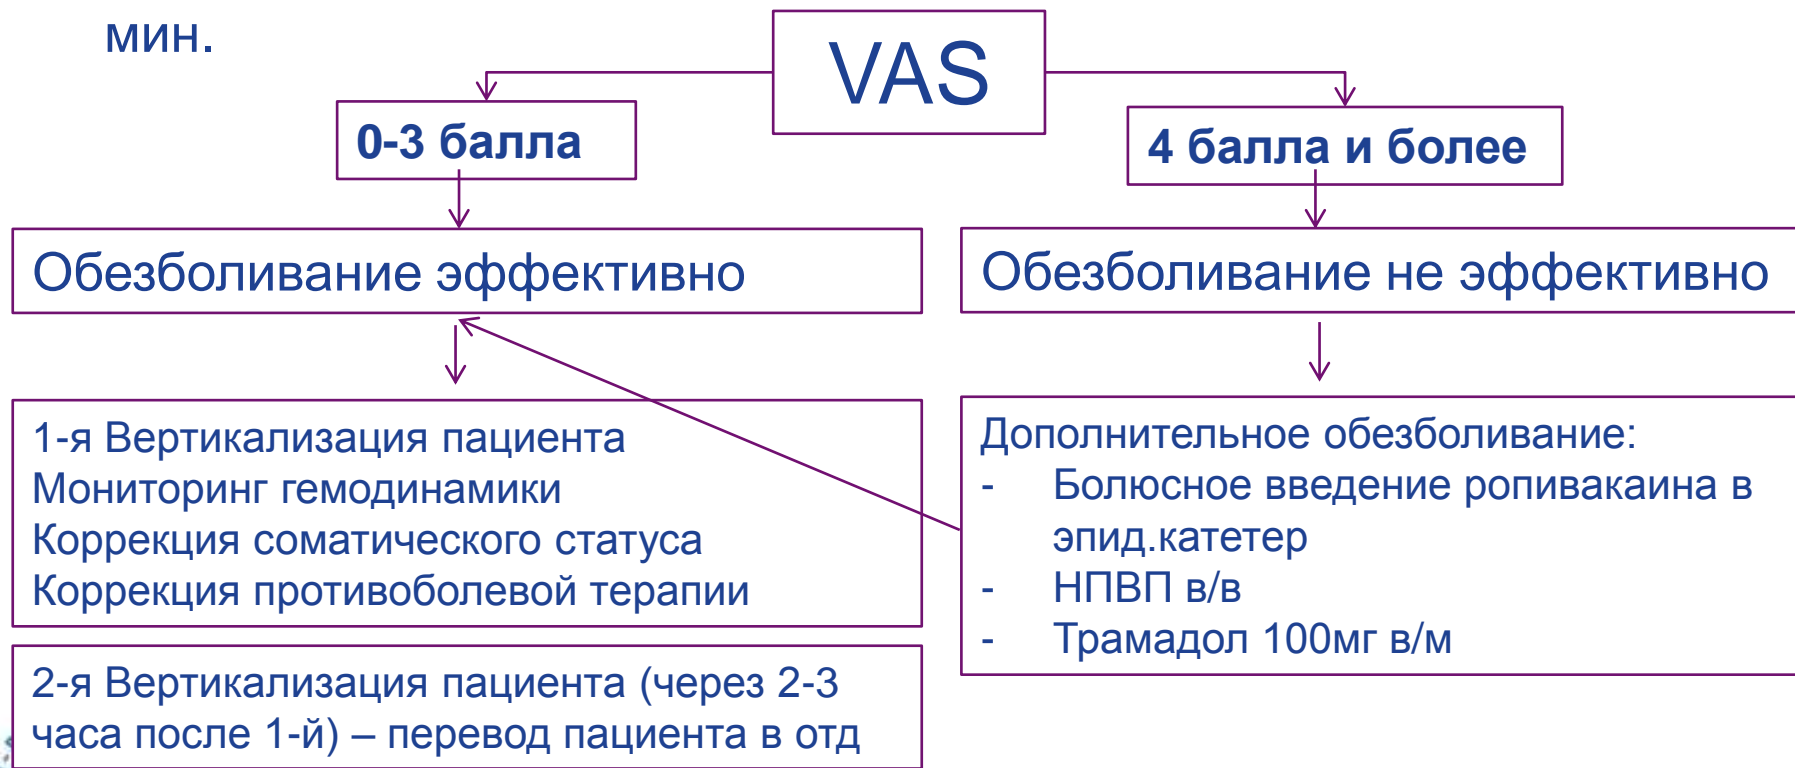 мин.
VAS
0-3 балла
4 балла и более
Обезболивание эффективно
Обезболивание не эффективно
1-я Вертикализация пациента
Мониторинг гемодинамики
Коррекция соматического статуса
Коррекция противоболевой терапии
Дополнительное обезболивание:
- Болюсное введение ропивакаина в
эпид.катетер
- НПВП в/в
- Трамадол 100мг в/м
2-я Вертикализация пациента (через 2-3
часа после 1-й) – перевод пациента в отд